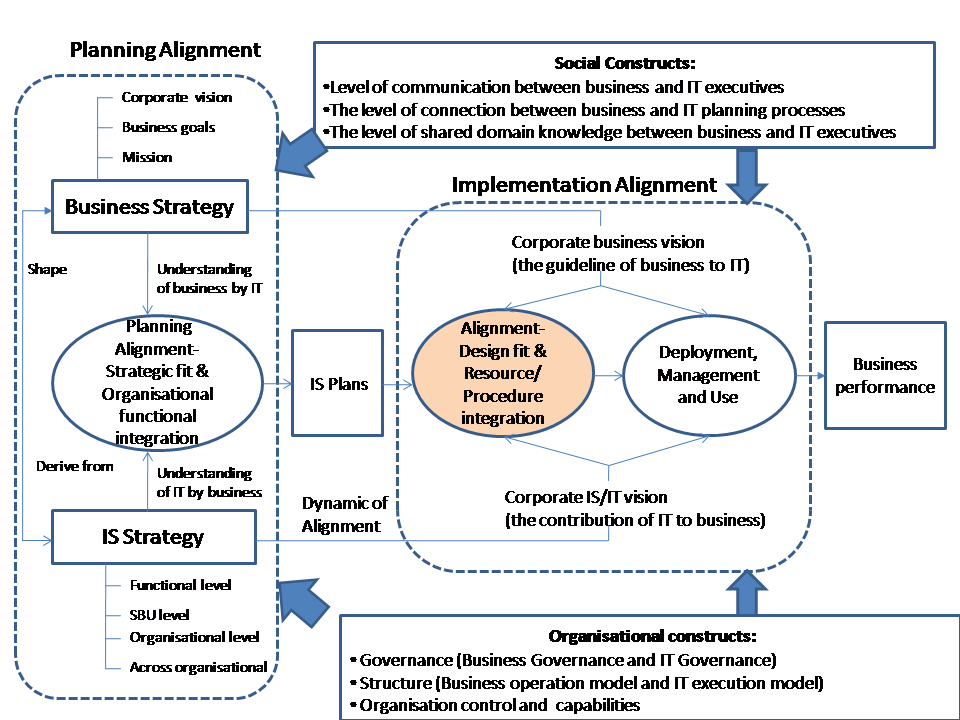 Planning Alignment
Social Constructs:
•Level of communication between business and IT executives
•The level of connection between business and IT planning processes
•The level of shared domain knowledge between business and IT executives
Corporate vision
Business goals
Mission
Business Strategy
Implementation Alignment
Corporate business vision
(the guideline of business to IT)
Shape
Understanding
of business by IT
Planning
Alignment-
Strategic fit &
Organisational
functional
integration
IS Plans
Alignment-
Design fit &
Resource/
Procedure
integration
Deployment,
Management
and Use
Business
performance
Derive from
Understanding
of IT by business
Dynamic of
Alignment
Corporate IS/IT vision
(the contribution of IT to business)
IS Strategy
Functional level
SBU level
Organisational level
Across organisational
Organisational constructs:
• Governance (Business Governance and IT Governance)
• Structure (Business operation model and IT execution model)
• Organisation control and capabilities